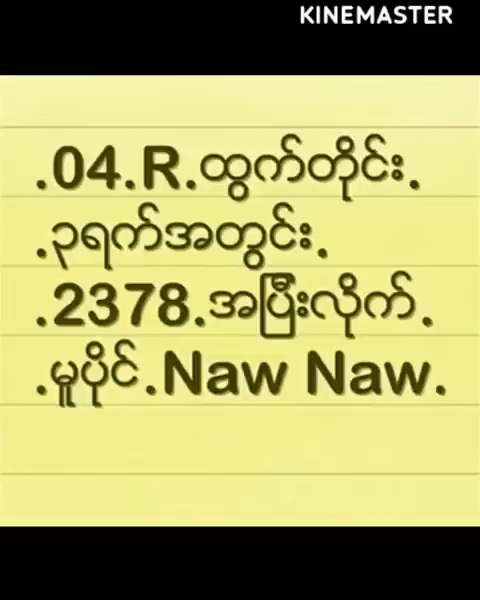 KINEMASTER
.04.R.ထွက်တိုင်း.
.၃ရက်အတွင်း.
.2378.အပြီးလိုက်.
.မူပိုင်.Naw Naw.